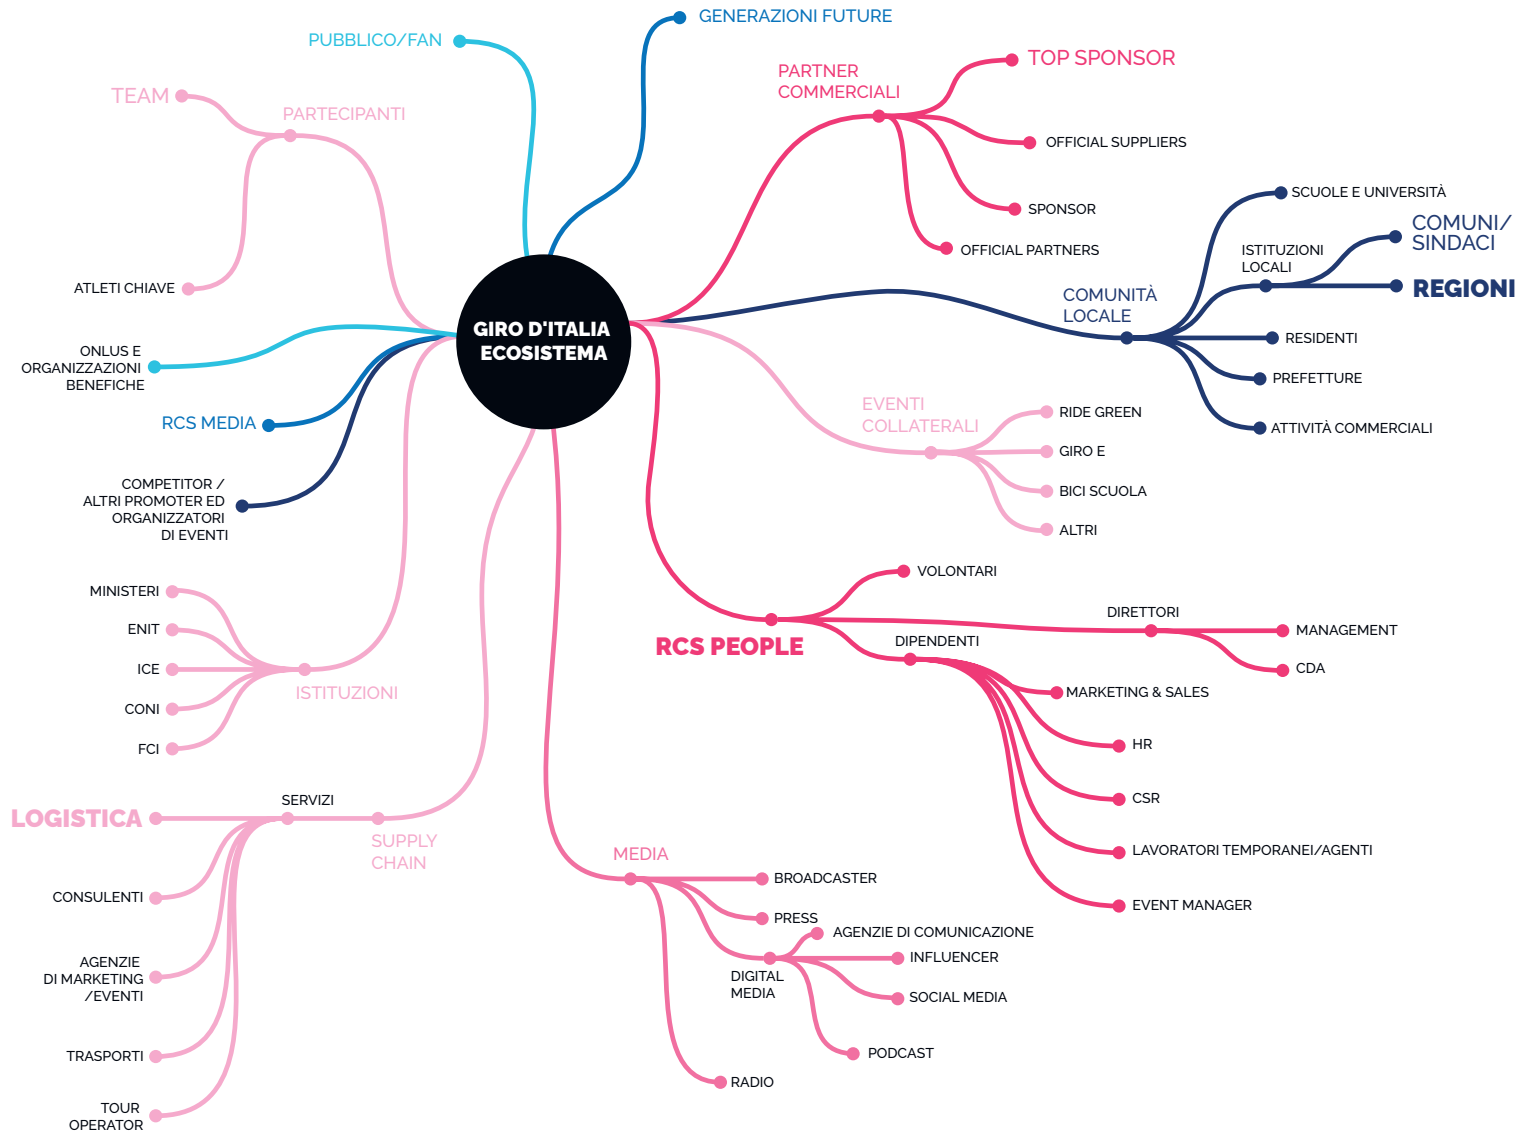 GENERAZIONI FUTURE
PUBBLICO/FAN
PARTNER
COMMERCIALI
TOP SPONSOR
OFFICIAL SUPPLIERS
SPONSOR
OFFICIAL PARTNERS
TEAM
PARTECIPANTI
ATLETI CHIAVE
SCUOLE E UNIVERSITÀ
COMUNI/
SINDACI
ISTITUZIONI
LOCALI
REGIONI
COMUNITÀ
LOCALE
RESIDENTI
PREFETTURE
ATTIVITÀ COMMERCIALI
GIRO D'ITALIA
ECOSISTEMA
ONLUS E
ORGANIZZAZIONI
BENEFICHE
RCS MEDIA
COMPETITOR /
ALTRI PROMOTER ED
ORGANIZZATORI
DI EVENTI
EVENTI
COLLATERALI
RIDE GREEN
GIRO E
BICI SCUOLA
ALTRI
MINISTERI
ENIT
ICE
CONI
FCI
ISTITUZIONI
RCS PEOPLE
VOLONTARI
DIRETTORI
MANAGEMENT
CDA
DIPENDENTI
MARKETING & SALES
HR
CSR
LAVORATORI TEMPORANEI/AGENTI
EVENT MANAGER
LOGISTICA
SERVIZI
SUPPLY
CHAIN
CONSULENTI
AGENZIE
DI MARKETING
/EVENTI
TRASPORTI
TOUR
OPERATOR
MEDIA
BROADCASTER
PRESS
AGENZIE DI COMUNICAZIONE
INFLUENCER
DIGITAL
MEDIA
SOCIAL MEDIA
PODCAST
RADIO